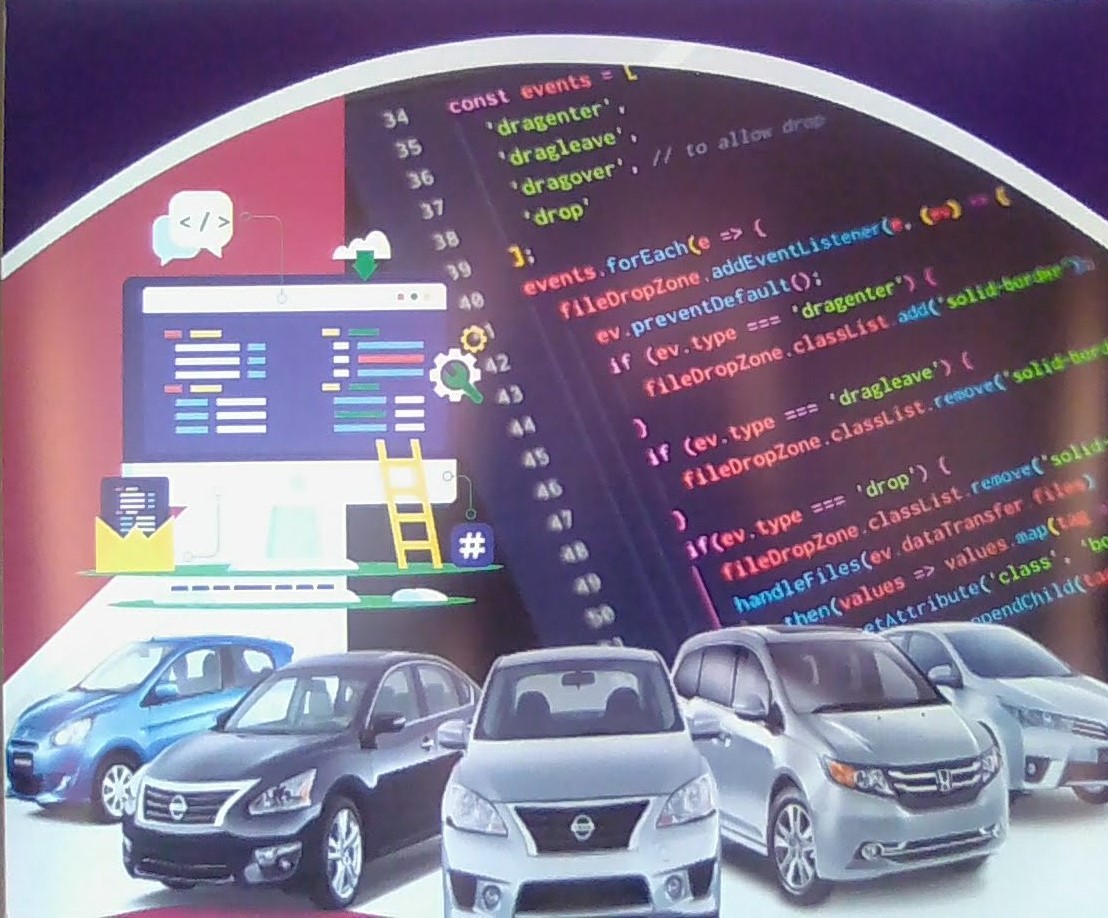 34 const events = [
35 'dragenter',
36 'dragleave',
37 'dragover', // to allow drop
38 'drop'
39 ];
40 events.forEach(e => {
fileDropZone.addEventListener(e, (ev) => {
42 ev.preventDefault();
43 if (ev.type === 'dragenter') {
44 fileDropZone.classList.add('solid-border');
45 }
46 if (ev.type === 'dragleave') {
47 fileDropZone.classList.remove('solid-bord
48 }
49 if(ev.type === 'drop') {
50 fileDropZone.classList.remove('solid-
handleFiles(ev.dataTransfer.files)
.then(values => values.map(tag
etAttribute('class', 'bo
ppendChild(ta
</>
#